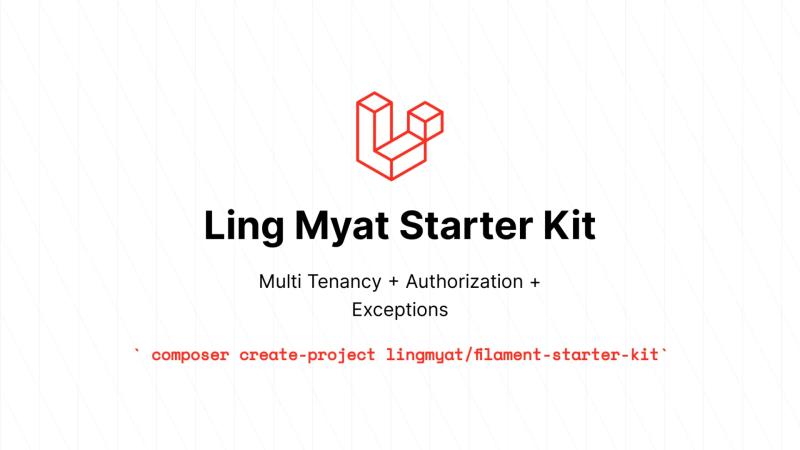 Ling Myat Starter Kit
Multi Tenancy + Authorization +
Exceptions
` composer create-project lingmyat/filament-starter-kit`